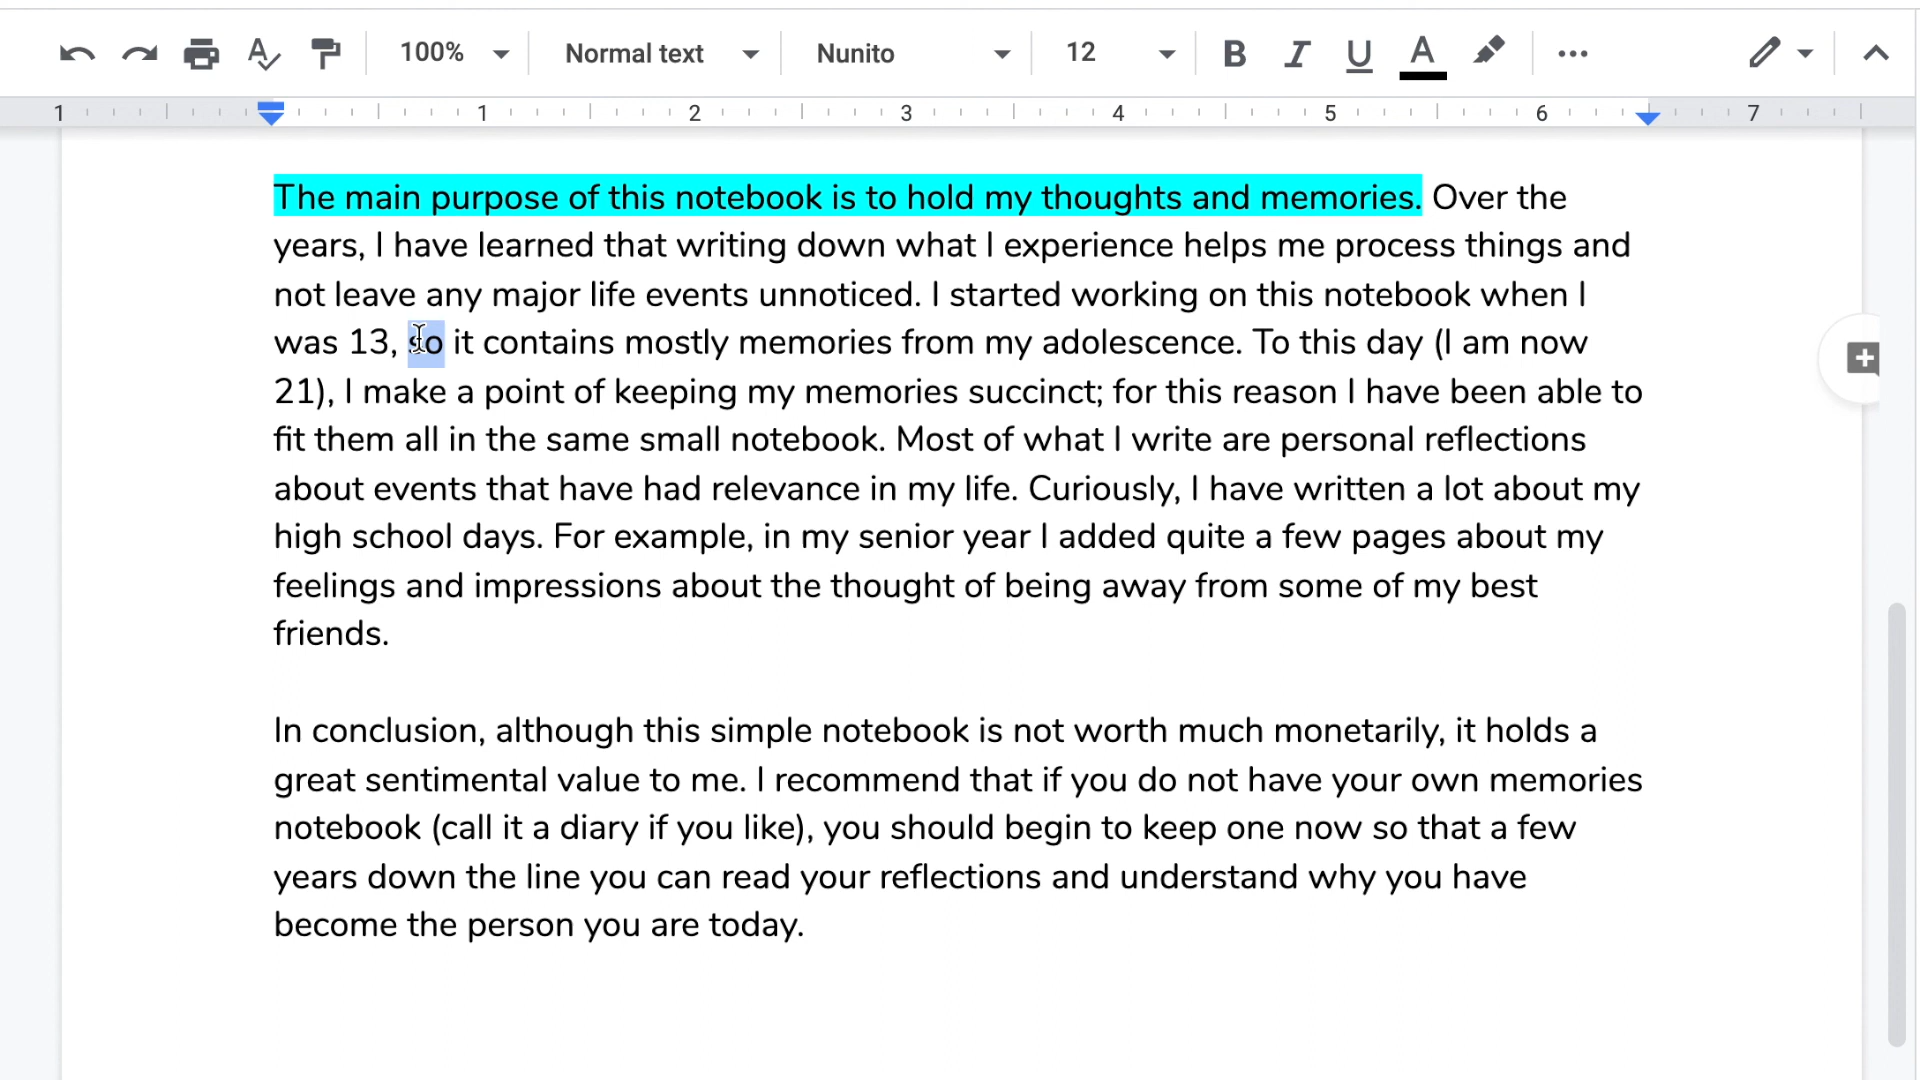 100% Normal text Nunito 12 B I U A
1 1 2 3 4 5 6 7
The main purpose of this notebook is to hold my thoughts and memories. Over the
years, I have learned that writing down what I experience helps me process things and
not leave any major life events unnoticed. I started working on this notebook when I
was 13, so it contains mostly memories from my adolescence. To this day (I am now
21), I make a point of keeping my memories succinct; for this reason I have been able to
fit them all in the same small notebook. Most of what I write are personal reflections
about events that have had relevance in my life. Curiously, I have written a lot about my
high school days. For example, in my senior year I added quite a few pages about my
feelings and impressions about the thought of being away from some of my best
friends.
In conclusion, although this simple notebook is not worth much monetarily, it holds a
great sentimental value to me. I recommend that if you do not have your own memories
notebook (call it a diary if you like), you should begin to keep one now so that a few
years down the line you can read your reflections and understand why you have
become the person you are today.